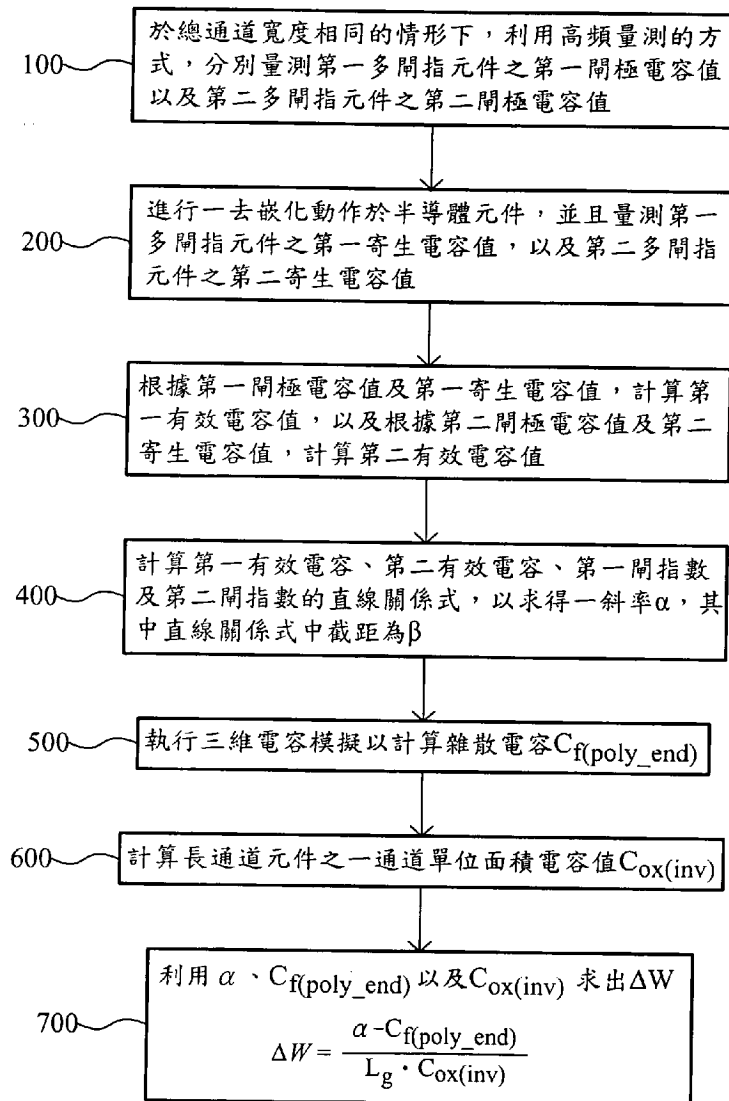 100
於總通道寬度相同的情形下，利用高頻量測的方
式，分別量測第一多閘指元件之第一閘極電容值
以及第二多閘指元件之第二閘極電容值
200
進行一去嵌化動作於半導體元件，並且量測第一
多閘指元件之第一寄生電容值，以及第二多閘指
元件之第二寄生電容值
300
根據第一閘極電容值及第一寄生電容值，計算第
一有效電容值，以及根據第二閘極電容值及第二
寄生電容值，計算第二有效電容值
400
計算第一有效電容、第二有效電容、第一閘指數
及第二閘指數的直線關係式，以求得一斜率α，其
中直線關係式中截距為β
500
執行三維電容模擬以計算雜散電容C_{f(poly_end)}
600
計算長通道元件之一通道單位面積電容值C_{ox(inv)}
700
利用 α 、C_{f(poly_end)} 以及C_{ox(inv)} 求出ΔW
ΔW = \frac{α-C_{f(poly_end)}}{L_g · C_{ox(inv)}}